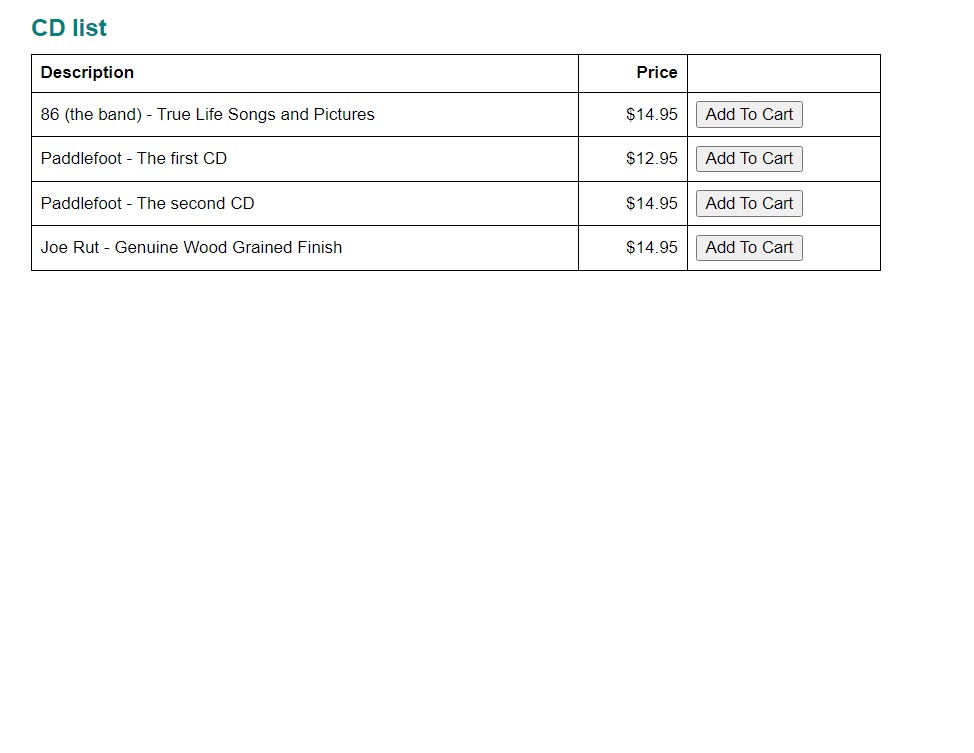 CD list
Description Price
86 (the band) - True Life Songs and Pictures $14.95 Add To Cart
Paddlefoot - The first CD $12.95 Add To Cart
Paddlefoot - The second CD $14.95 Add To Cart
Joe Rut - Genuine Wood Grained Finish $14.95 Add To Cart